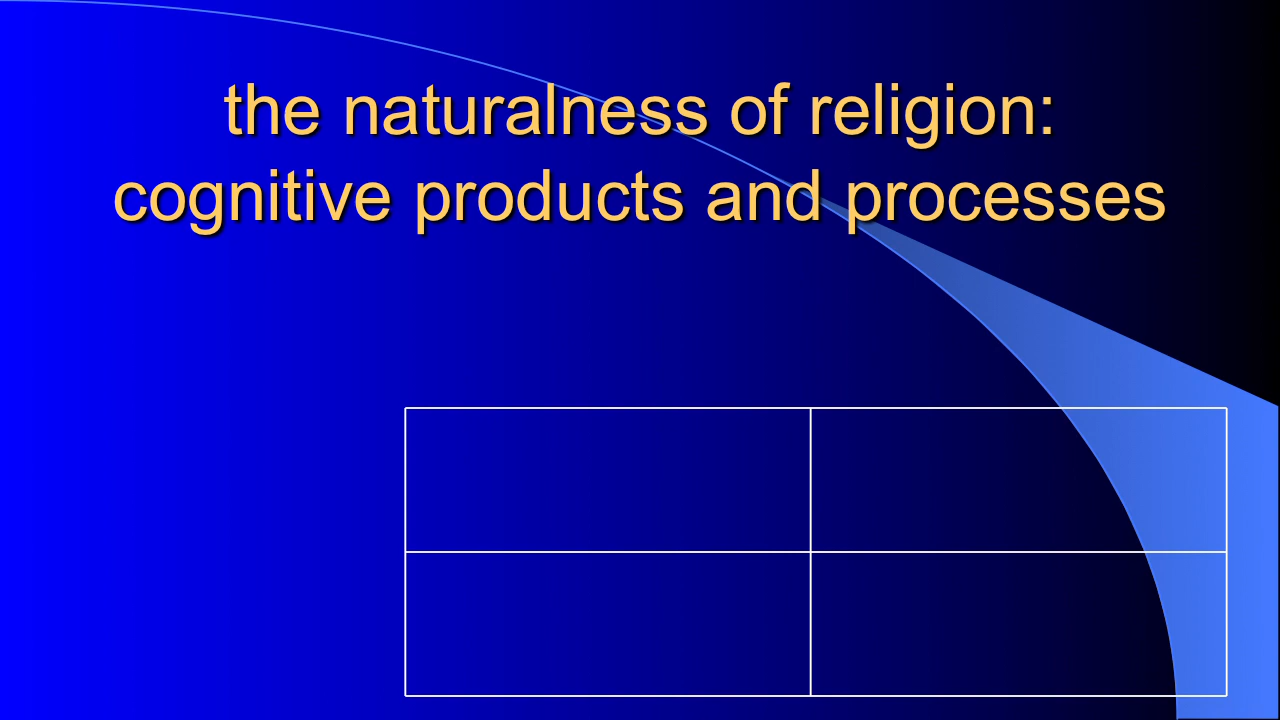 the naturalness of religion:
cognitive products and processes